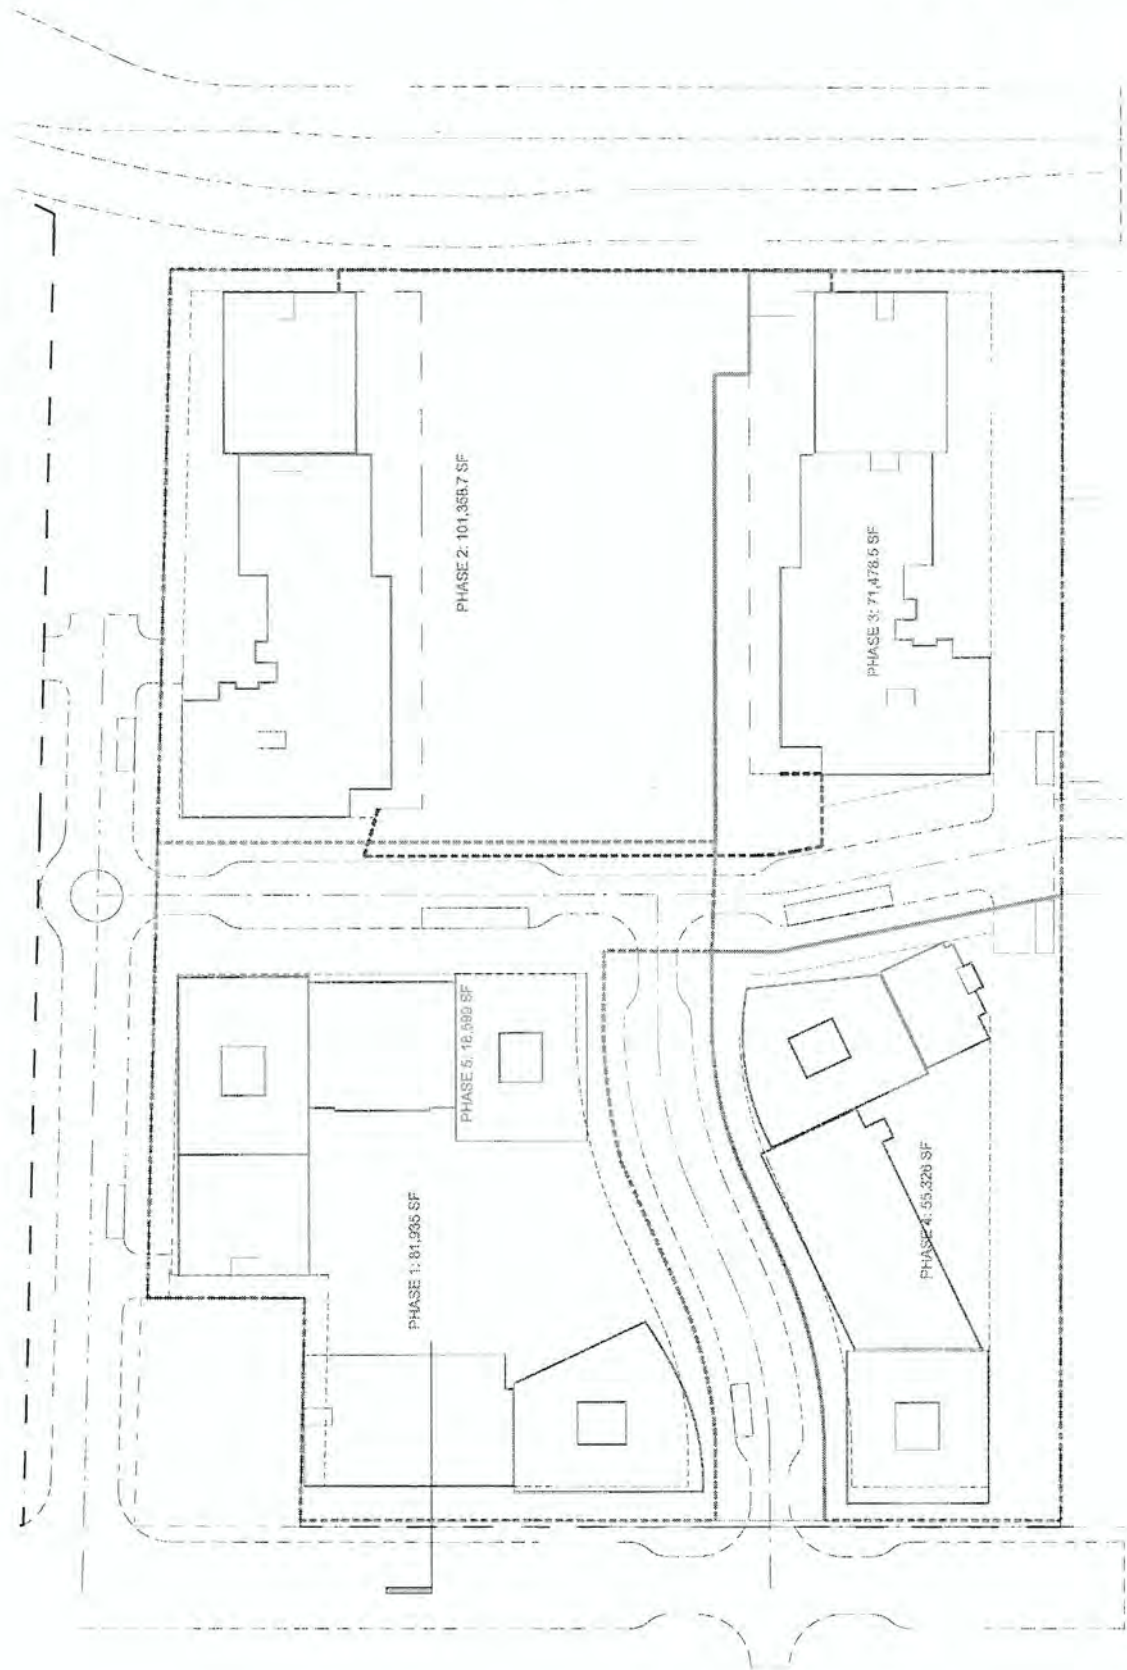 PHASE 2: 101,358.7 SF
PHASE 3: 71,478.5 SF
PHASE 5: 18,599 SF
PHASE 1: 81,935 SF
PHASE 4: 55,326 SF